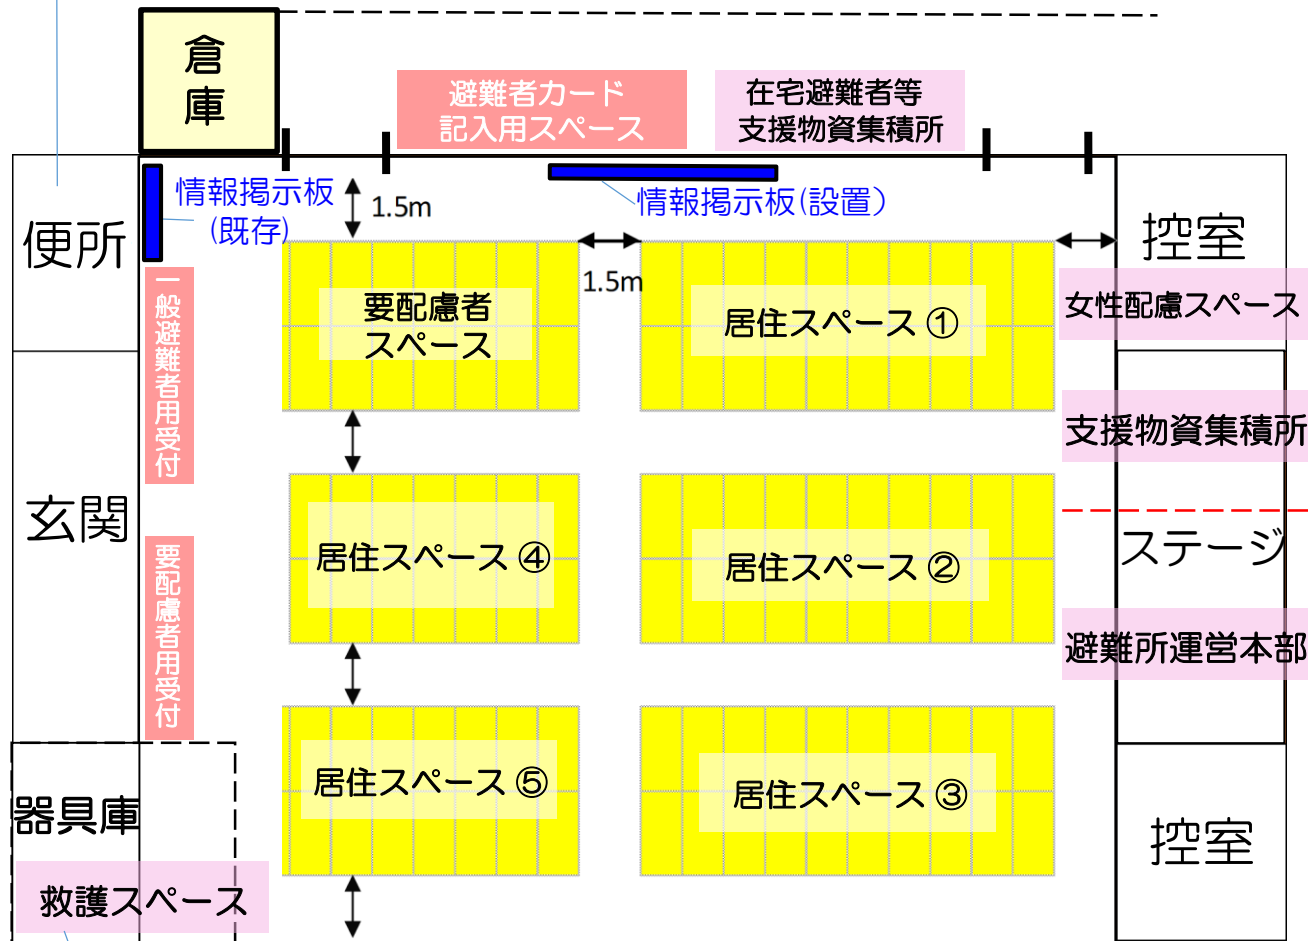 倉
庫
避難者カード
記入用スペース
在宅避難者等
支援物資集積所
情報掲示板
(既存)
1.5m
情報掲示板(設置)
便所
控室
1.5m
要配慮者
スペース
居住スペース ①
女性配慮スペース
一般避難者用受付
支援物資集積所
玄関
居住スペース ④
居住スペース ②
ステージ
要配慮者用受付
避難所運営本部
居住スペース ⑤
居住スペース ③
器具庫
控室
救護スペース